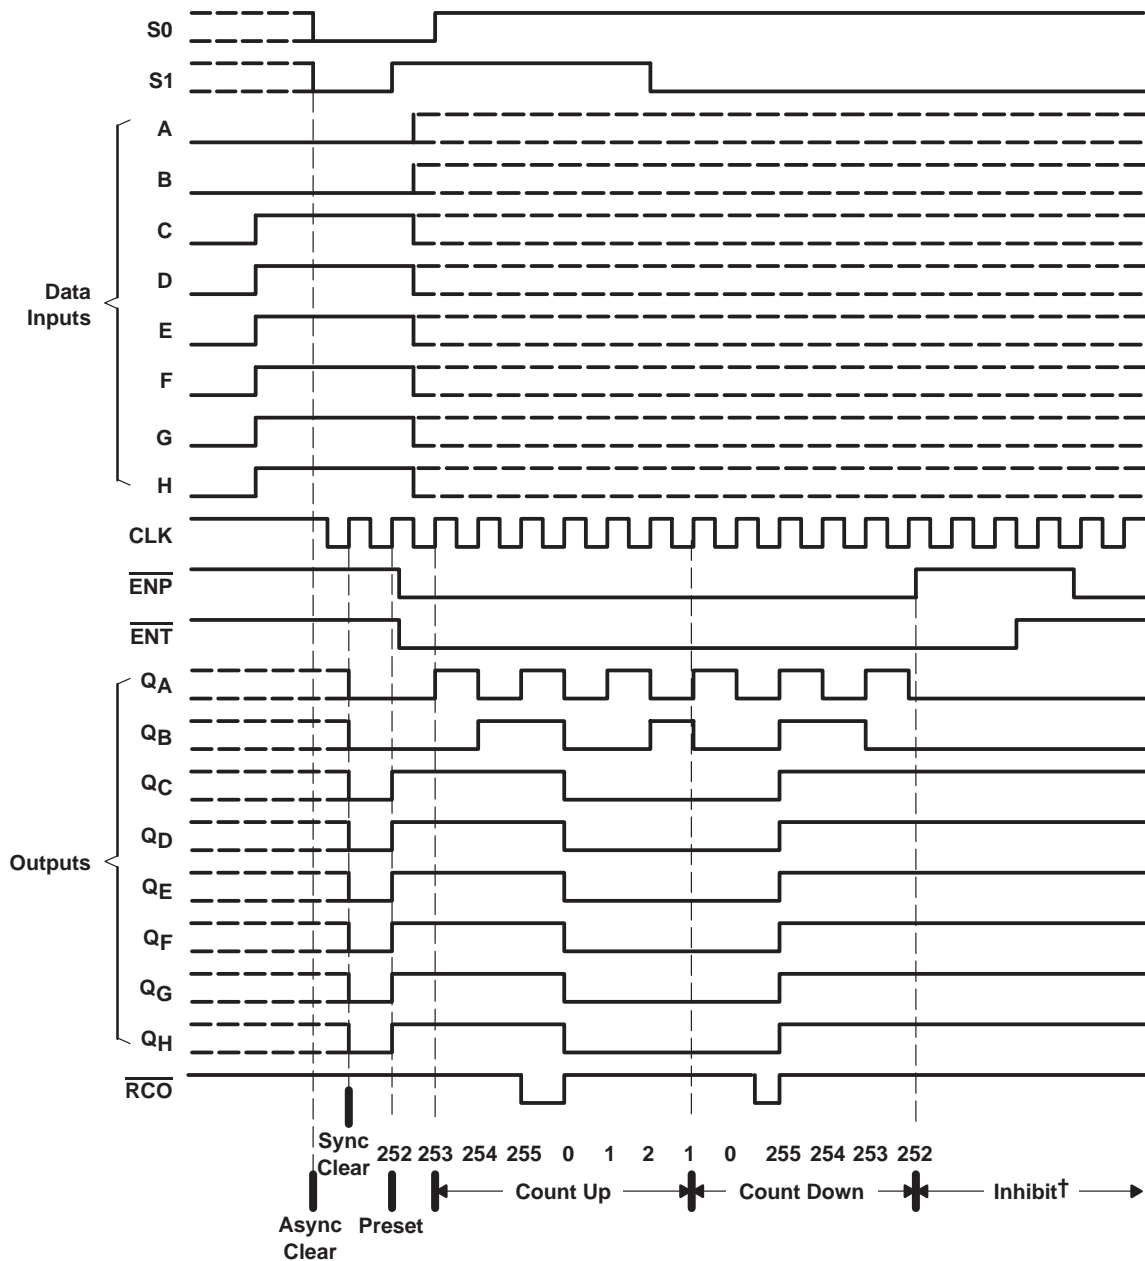 S0
S1
A
B
C
D
Data
Inputs
E
F
G
H
CLK
ENP
ENT
QA
QB
QC
QD
Outputs
QE
QF
QG
QH
RCO
Sync
Clear
252 253 254 255 0 1 2 1 0 255 254 253 252
Count Up
Count Down
Inhibit†
Async
Clear
Preset